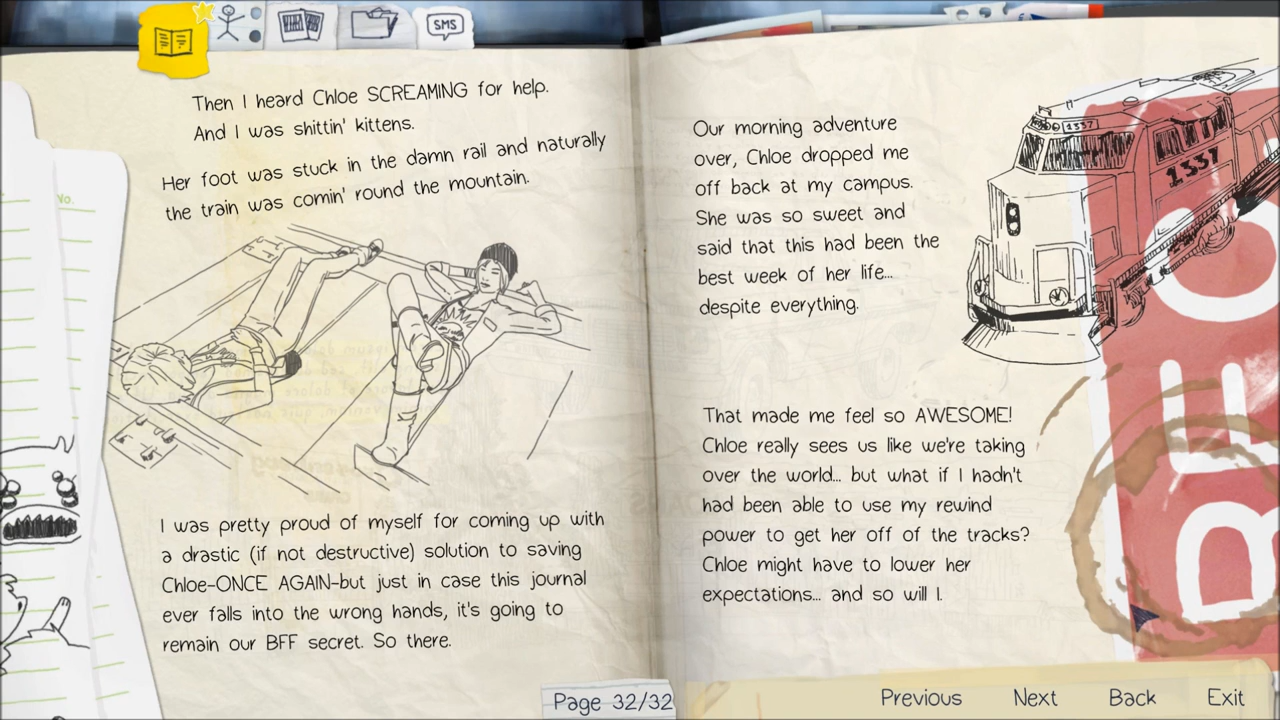 SMS
Then I heard Chloe SCREAMING for help.
And I was shittin' kittens.
Her foot was stuck in the damn rail and naturally
the train was comin' round the mountain.
No.
I was pretty proud of myself for coming up with
a drastic (if not destructive) solution to saving
Chloe-ONCE AGAIN-but just in case this journal
ever falls into the wrong hands, it's going to
remain our BFF secret. So there.
Page 32/32
Our morning adventure
over, Chloe dropped me
off back at my campus.
She was so sweet and
said that this had been the
best week of her life...
despite everything.
1337
1337
That made me feel so AWESOME!
Chloe really sees us like we're taking
over the world... but what if I hadn't
had been able to use my rewind
power to get her off of the tracks?
Chloe might have to lower her
expectations... and so will I.
Previous Next Back Exit